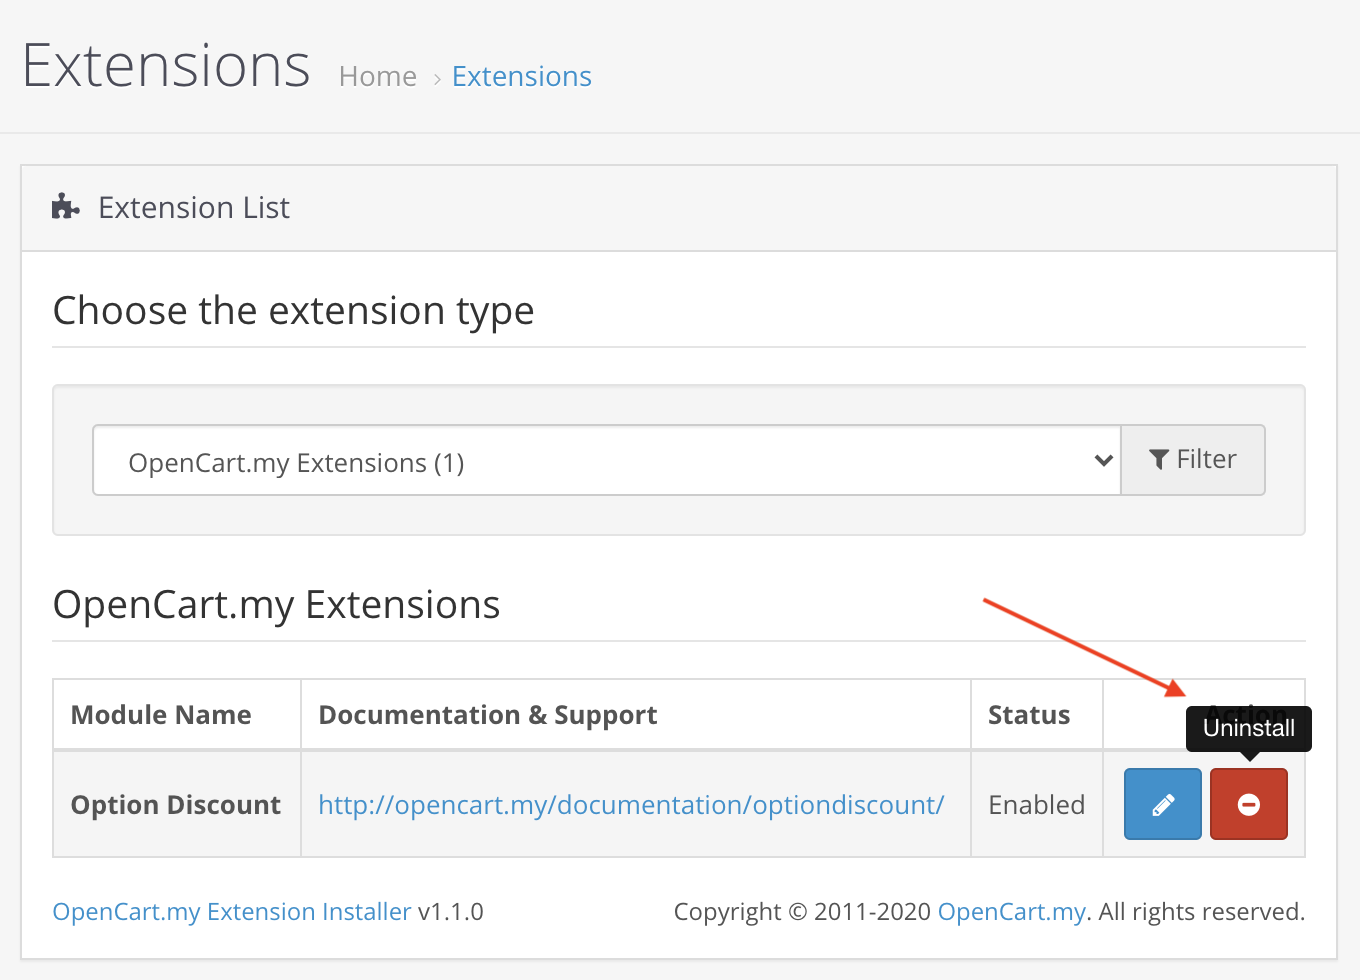 Extensions Home › Extensions
Extension List
Choose the extension type
OpenCart.my Extensions (1) Filter
OpenCart.my Extensions
Module Name Documentation & Support Status Action
Uninstall
Option Discount http://opencart.my/documentation/optiondiscount/ Enabled
OpenCart.my Extension Installer v1.1.0 Copyright © 2011-2020 OpenCart.my. All rights reserved.